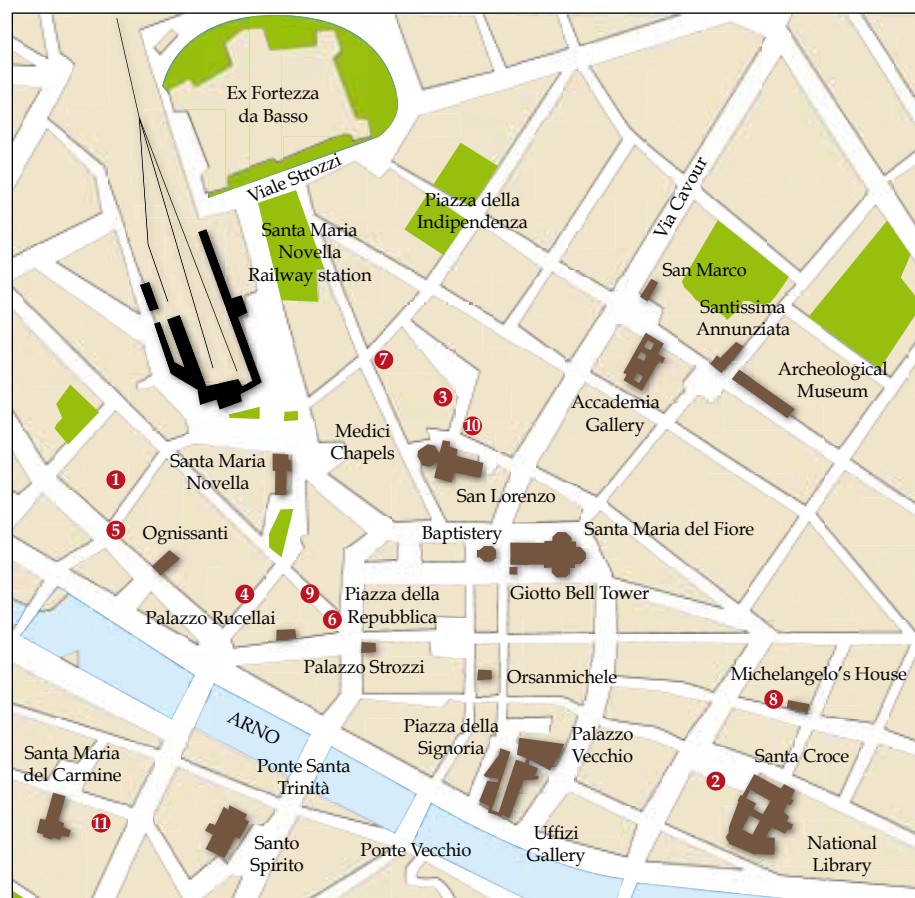 Ex Fortezza
da Basso
Viale Strozzi
Via Cavour
Piazza della
Indipendenza
Santa Maria
Novella
Railway station
San Marco
Santissima
Annunziata
Archeological
Museum
Accademia
Gallery
7
3
10
Medici
Chapels
Santa Maria
Novella
San Lorenzo
1
5
Ognissanti
Baptistery
Santa Maria del Fiore
4
9
6
Piazza della
Repubblica
Giotto Bell Tower
Palazzo Rucellai
Palazzo Strozzi
Orsanmichele
Michelangelo's House
8
ARNO
Piazza della
Signoria
Palazzo
Vecchio
Santa Croce
2
Santa Maria
del Carmine
11
Ponte Santa
Trinità
Santo
Spirito
Ponte Vecchio
Uffizi
Gallery
National
Library